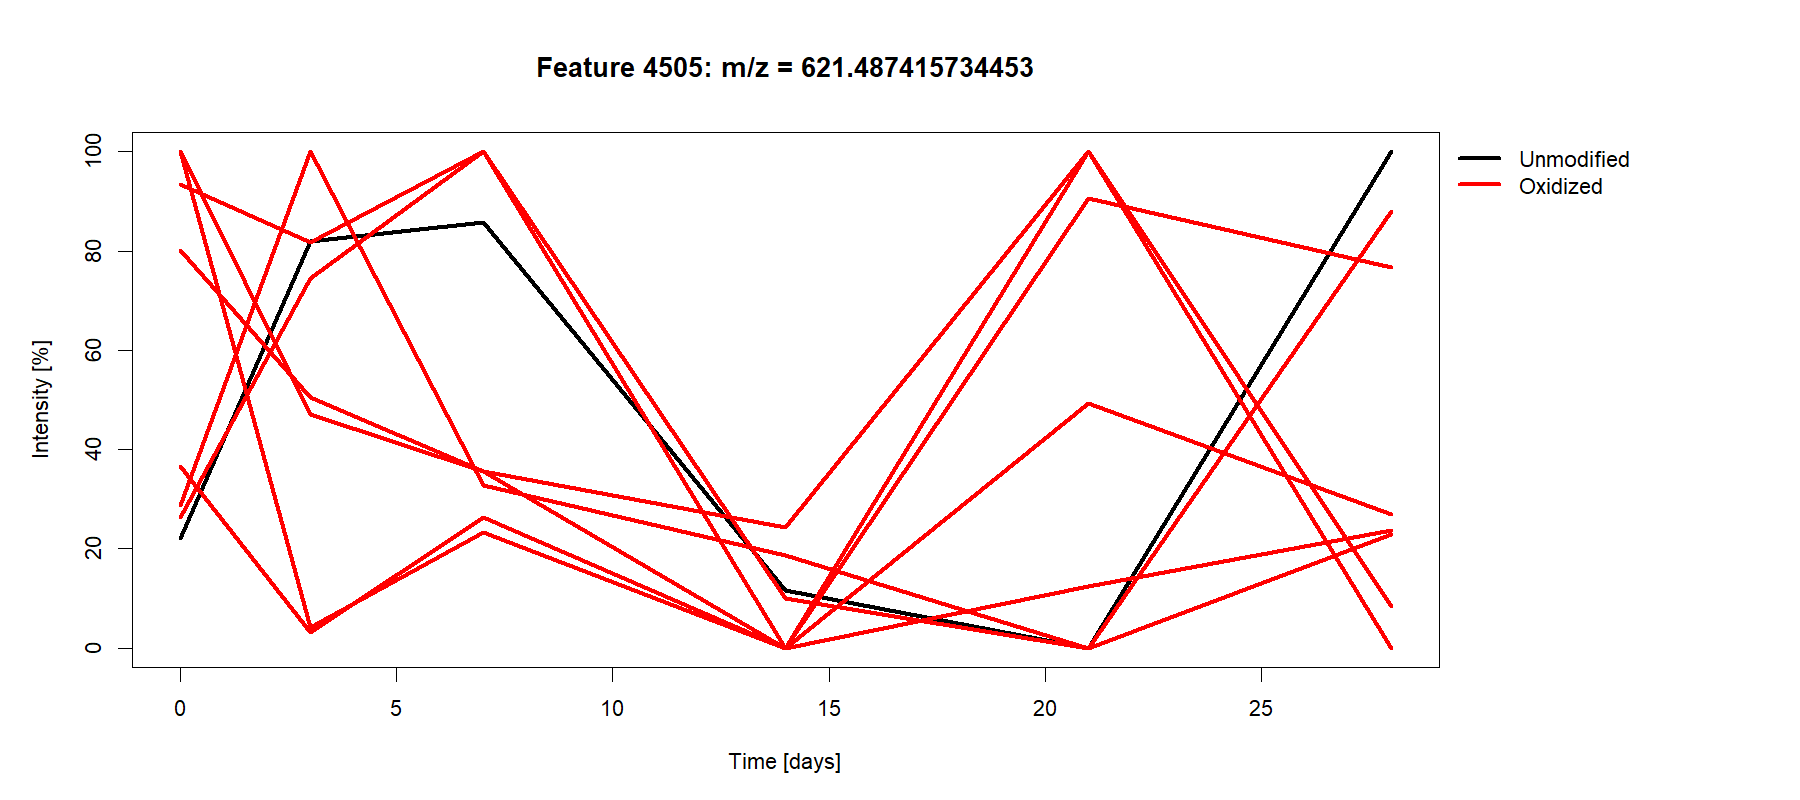 Feature 4505: m/z = 621.487415734453
Unmodified
Oxidized
100
80
60
40
20
0
Intensity [%]
0 5 10 15 20 25
Time [days]